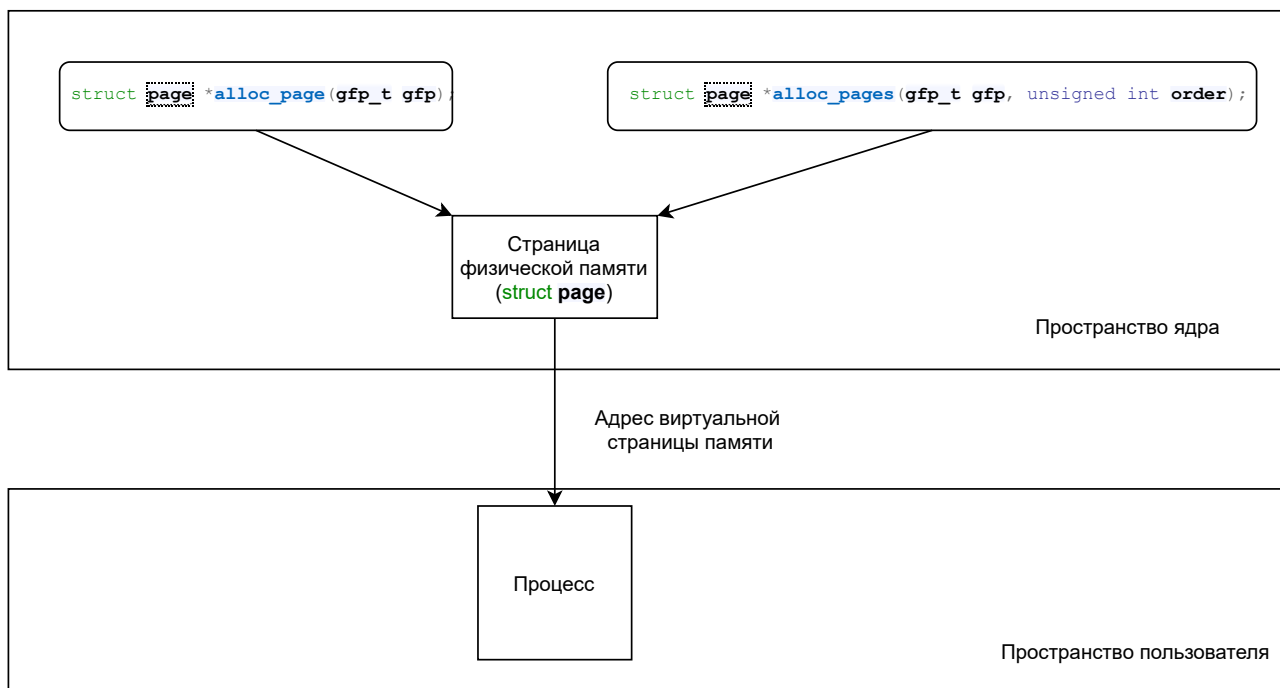 struct page *alloc_page(gfp_t gfp);
struct page *alloc_pages(gfp_t gfp, unsigned int order);
Страница
физической памяти
(struct page)
Пространство ядра
Адрес виртуальной
страницы памяти
Процесс
Пространство пользователя